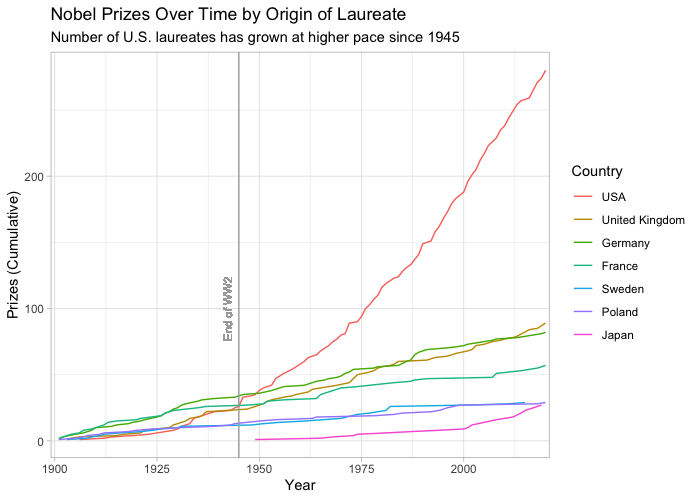 Nobel Prizes Over Time by Origin of Laureate
Number of U.S. laureates has grown at higher pace since 1945
Prizes (Cumulative)
200
100
0
End of WW2
1900
1925
1950
1975
2000
Year
Country
USA
United Kingdom
Germany
France
Sweden
Poland
Japan